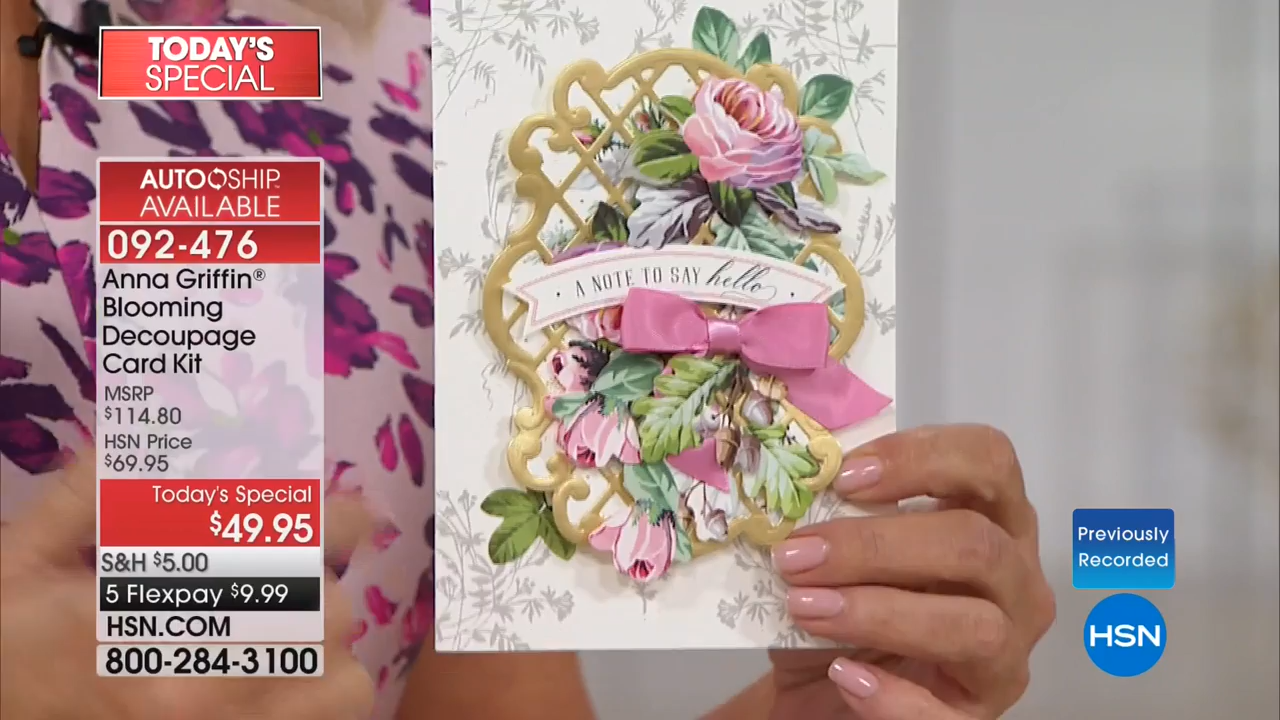 TODAY'S
SPECIAL
AUTOSHIP
AVAILABLE
092-476
Anna Griffin®
Blooming
Decoupage
Card Kit
MSRP
$114.80
HSN Price
$69.95
Today's Special
$49.95
S&H $5.00
5 Flexpay $9.99
HSN.COM
800-284-3100
A NOTE TO SAY hello
Previously
Recorded
HSN